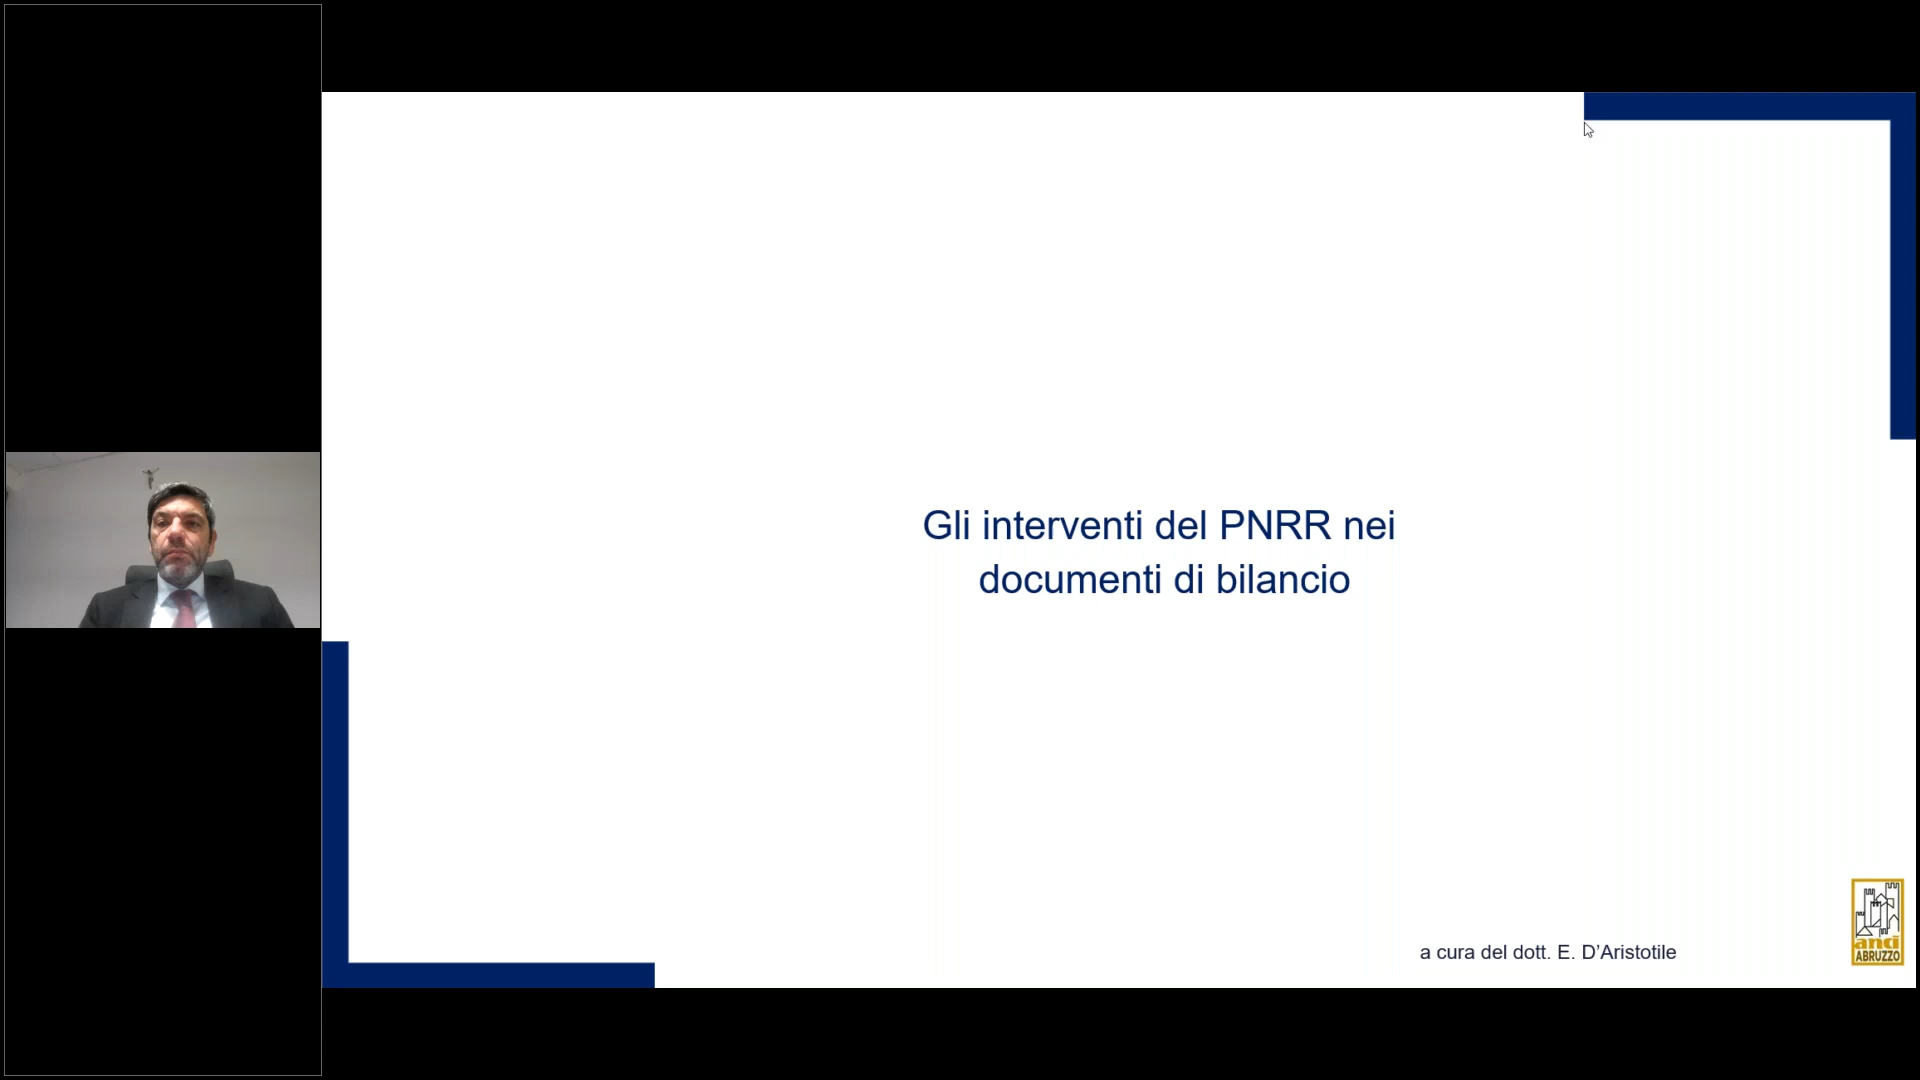 Gli interventi del PNRR nei
documenti di bilancio
a cura del dott. E. D’Aristotile
anci
ABRUZZO